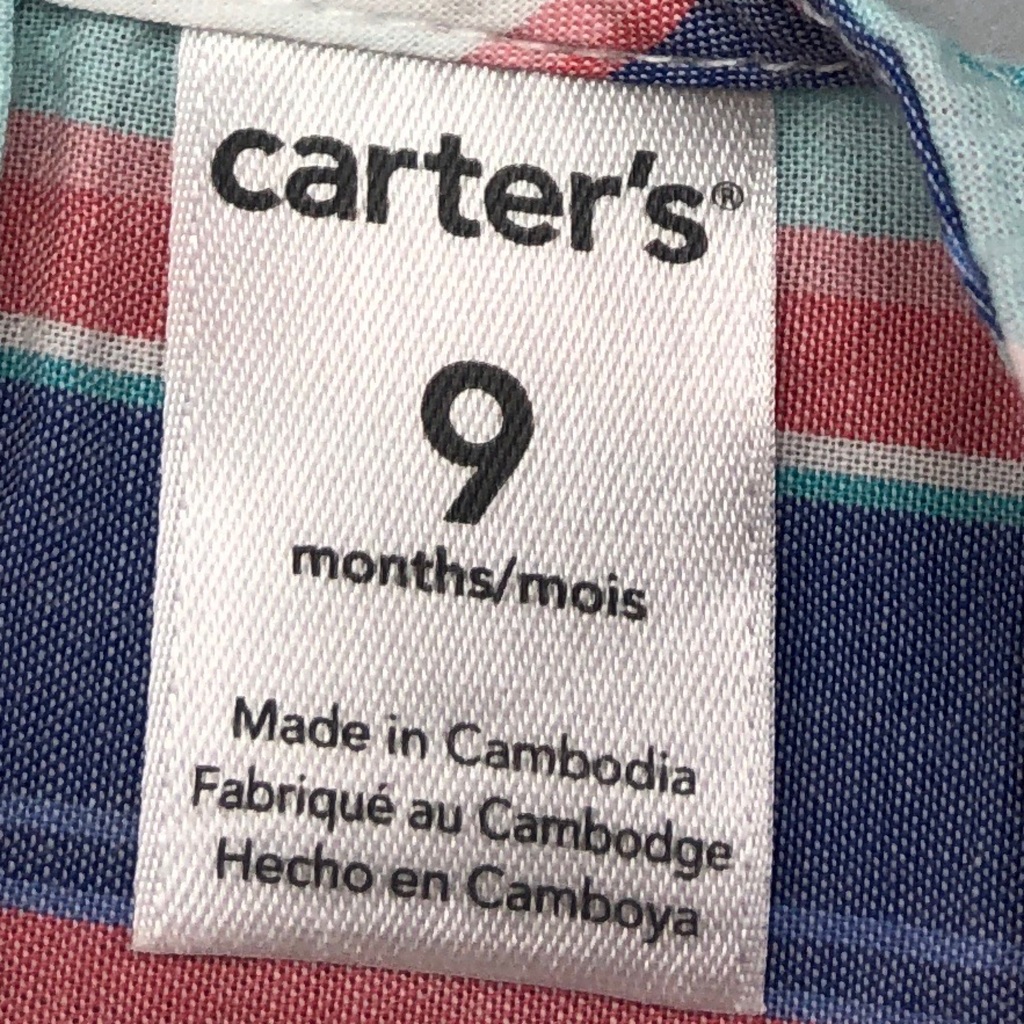 carter's®
9
months/mois
Made in Cambodia
Fabriqué au Cambodge
Hecho en Camboya